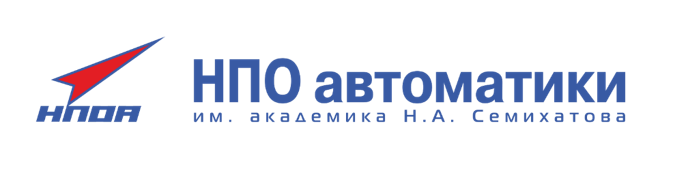 НПОА
НПО автоматики
им. академика Н.А. Семихатова